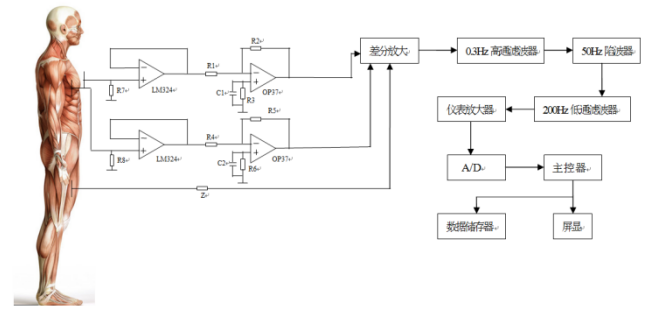 R2
R1
R7
LM324
C1
R3
OP37
R5
R4
R8
LM324
C2
R6
OP37
Z
差分放大
0.3Hz 高通滤波器
50Hz 陷波器
仪表放大器
200Hz 低通滤波器
A/D
主控器
数据储存器
屏显